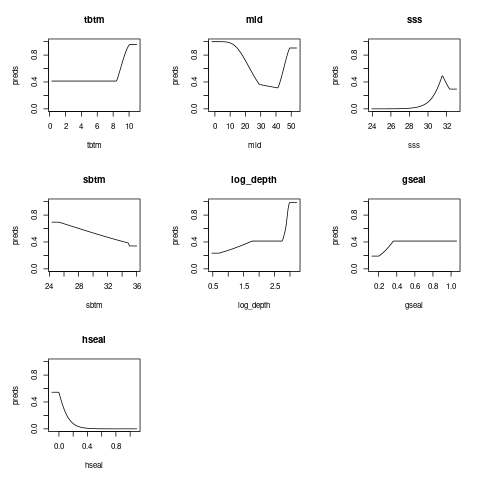 tbtm
preds
0.0 0.4 0.8
0 2 4 6 8 10
tbtm
mld
preds
0.0 0.4 0.8
0 10 20 30 40 50
mld
sss
preds
0.0 0.4 0.8
24 26 28 30 32
sss
sbtm
preds
0.0 0.4 0.8
24 28 32 36
sbtm
log_depth
preds
0.0 0.4 0.8
0.5 1.5 2.5
log_depth
gseal
preds
0.0 0.4 0.8
0.2 0.4 0.6 0.8 1.0
gseal
hseal
preds
0.0 0.4 0.8
0.0 0.4 0.8
hseal